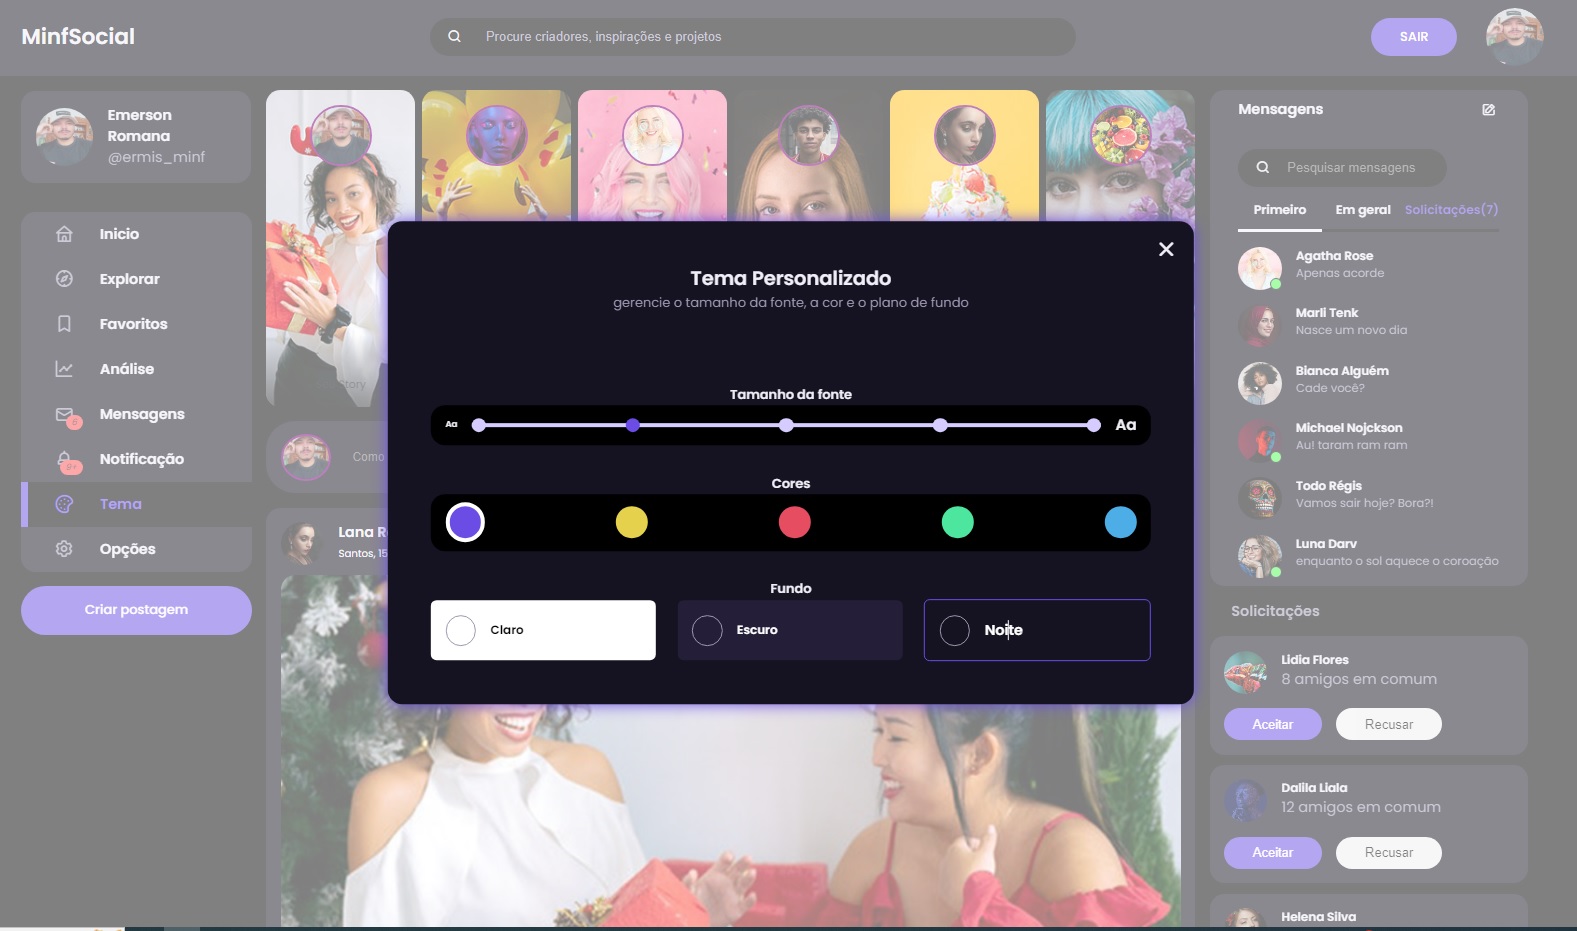 MinfSocial
Procure criadores, inspirações e projetos
SAIR
Emerson
Romana
@ermis_minf
Inicio
Explorar
Favoritos
Análise
Mensagens
Notificação
9+
Tema
Opções
Criar postagem
Story
Como
Lana R
Santos, 15
Tema Personalizado
gerencie o tamanho da fonte, a cor e o plano de fundo
Tamanho da fonte
Aa
Aa
Cores
Fundo
Claro
Escuro
Noite
Mensagens
Pesquisar mensagens
Primeiro
Em geral
Solicitações(7)
Agatha Rose
Apenas acorde
Marli Tenk
Nasce um novo dia
Bianca Alguém
Cade você?
Michael Nojckson
Au! taram ram ram
Todo Régis
Vamos sair hoje? Bora?!
Luna Darv
enquanto o sol aquece o coroação
Solicitações
Lidia Flores
8 amigos em comum
Aceitar
Recusar
Dalila Liala
12 amigos em comum
Aceitar
Recusar
Helena Silva